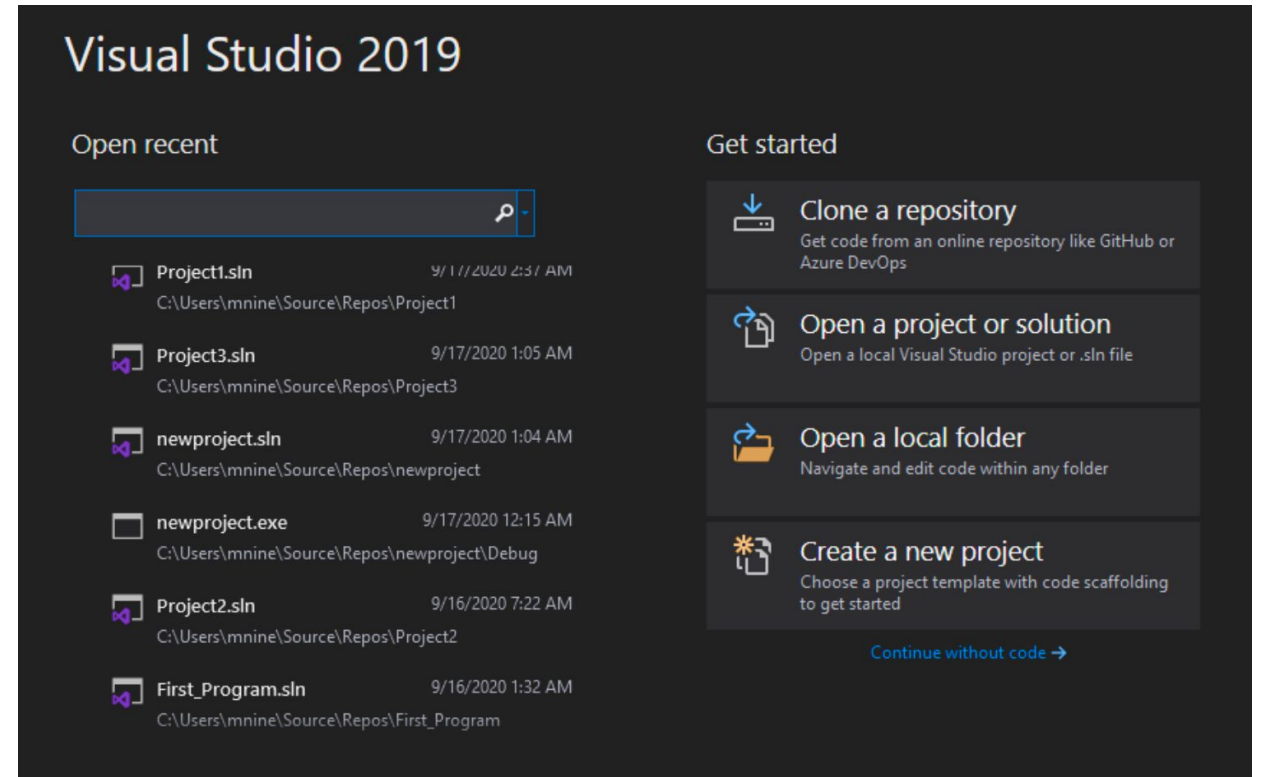 Visual Studio 2019
Open recent
Project1.sln 9/17/2020 2:37 AM
C:\Users\mnine\Source\Repos\Project1
Project3.sln 9/17/2020 1:05 AM
C:\Users\mnine\Source\Repos\Project3
newproject.sln 9/17/2020 1:04 AM
C:\Users\mnine\Source\Repos\newproject
newproject.exe 9/17/2020 12:15 AM
C:\Users\mnine\Source\Repos\newproject\Debug
Project2.sln 9/16/2020 7:22 AM
C:\Users\mnine\Source\Repos\Project2
First_Program.sln 9/16/2020 1:32 AM
C:\Users\mnine\Source\Repos\First_Program
Get started
Clone a repository
Get code from an online repository like GitHub or
Azure DevOps
Open a project or solution
Open a local Visual Studio project or .sln file
Open a local folder
Navigate and edit code within any folder
Create a new project
Choose a project template with code scaffolding
to get started
Continue without code →